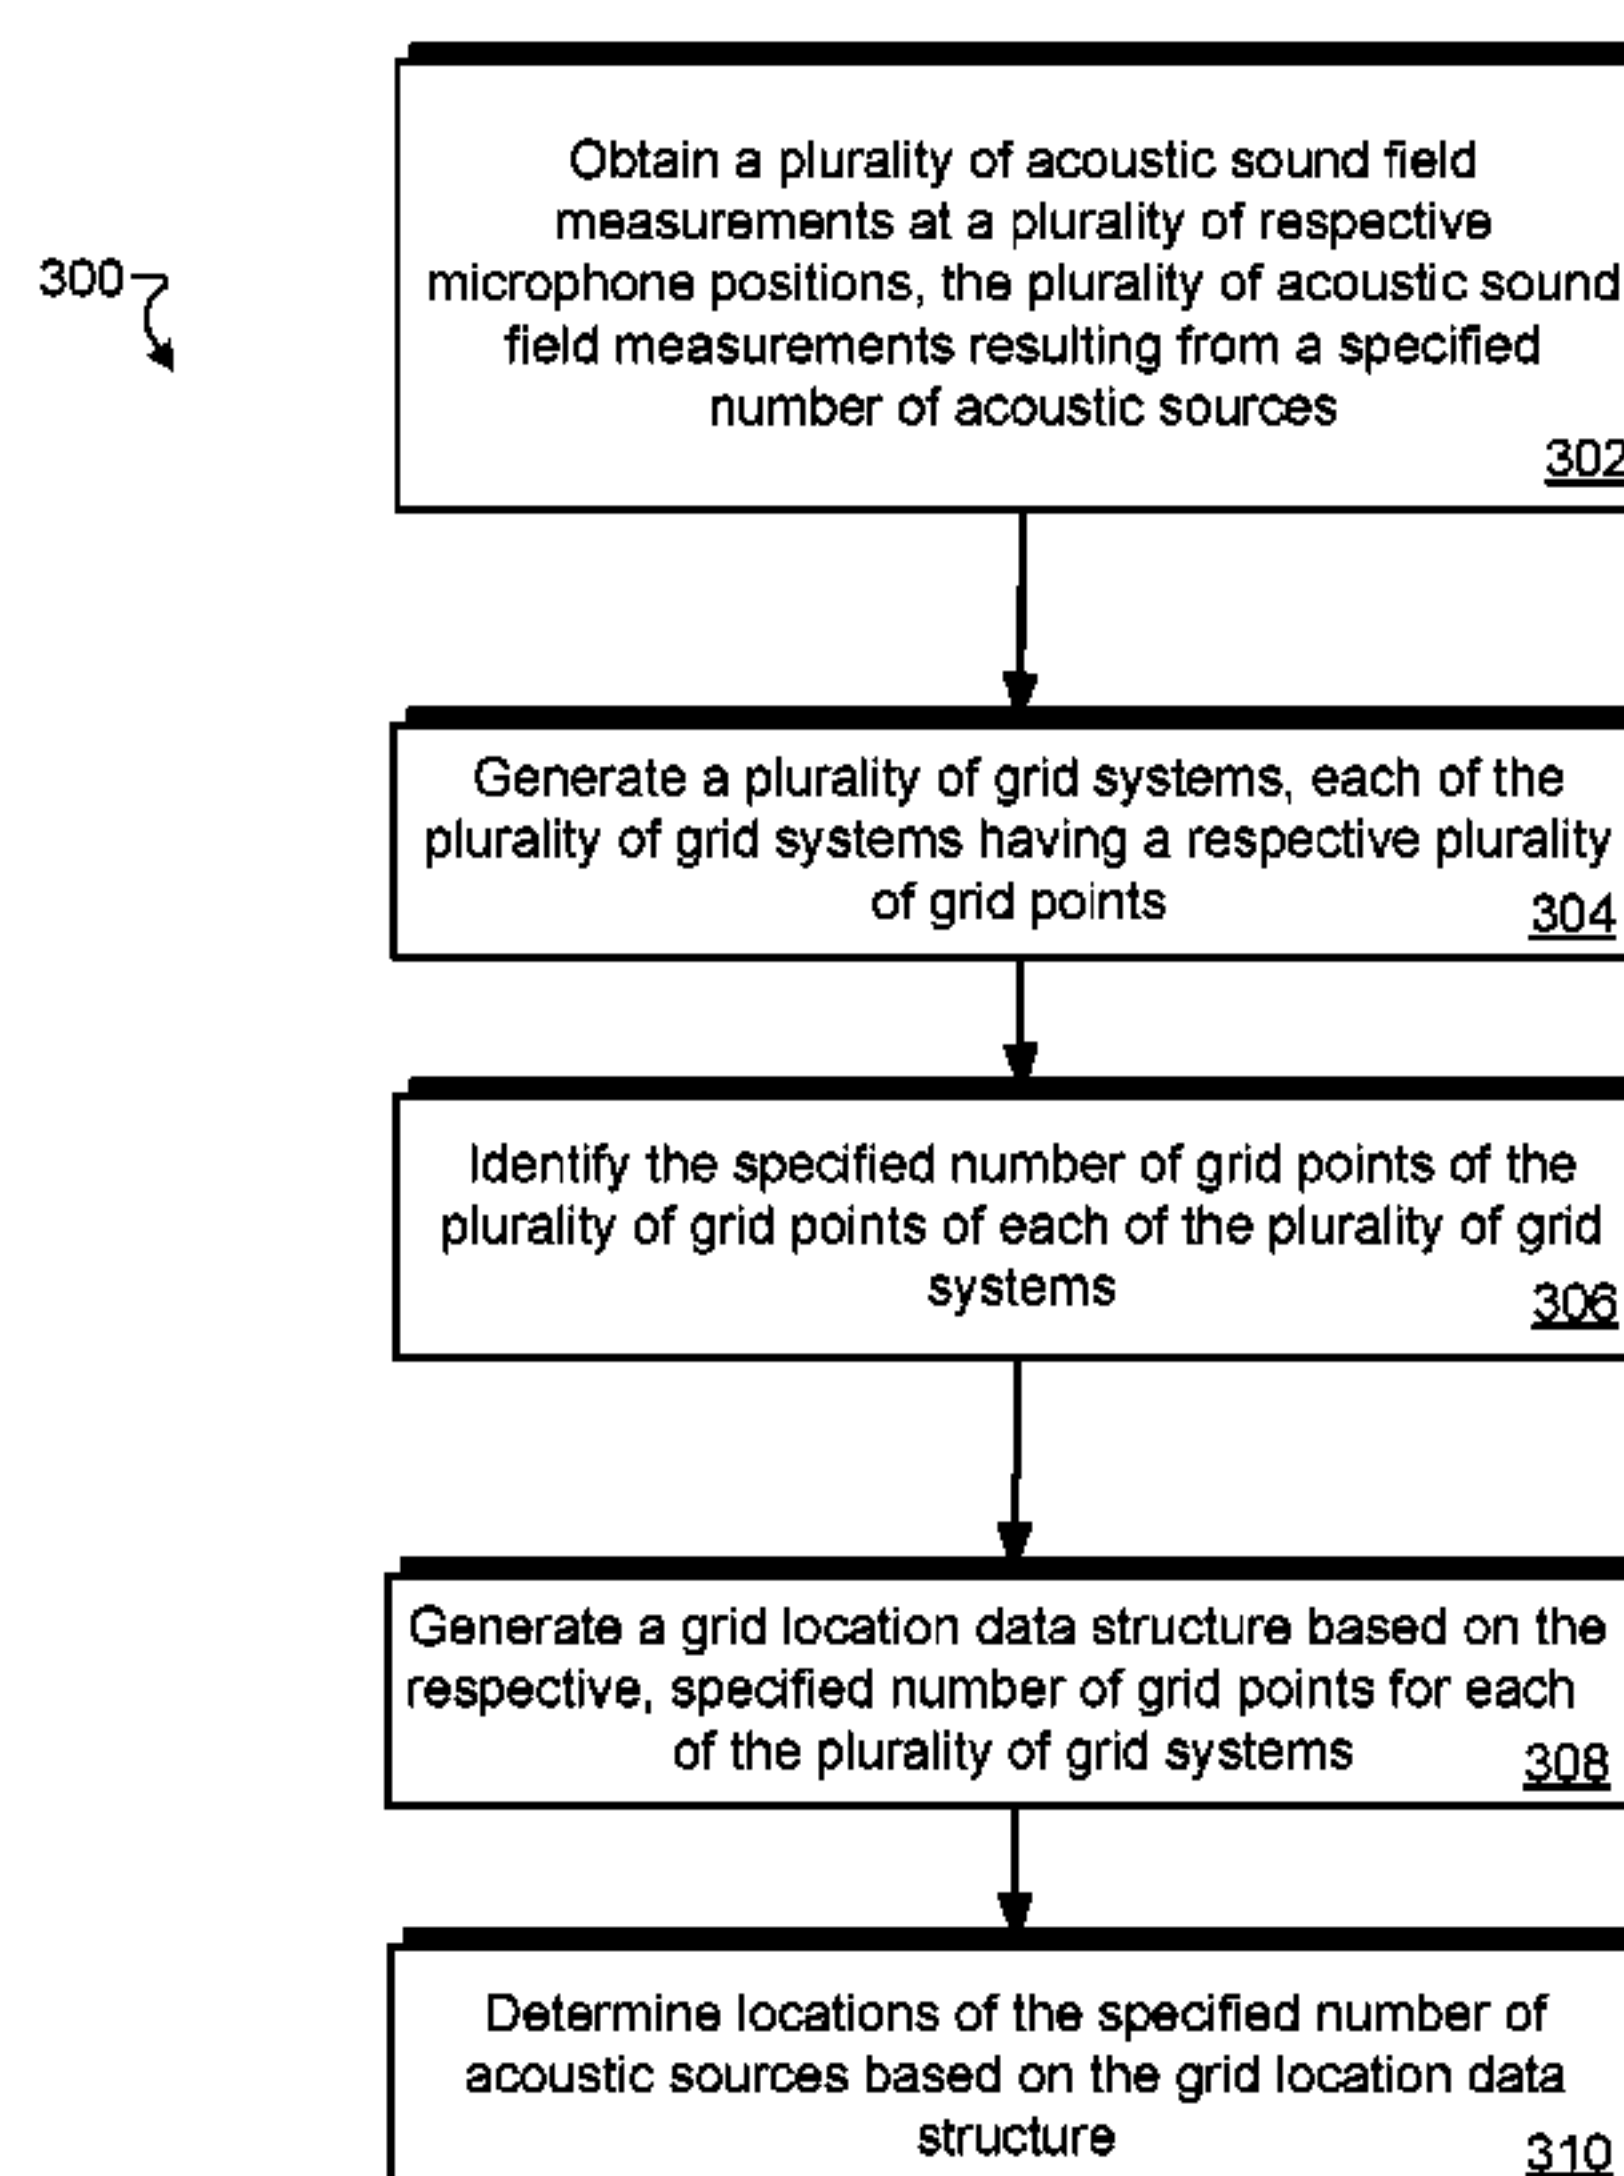 300
Obtain a plurality of acoustic sound field
measurements at a plurality of respective
microphone positions, the plurality of acoustic sound
field measurements resulting from a specified
number of acoustic sources
302
Generate a plurality of grid systems, each of the
plurality of grid systems having a respective plurality
of grid points
304
Identify the specified number of grid points of the
plurality of grid points of each of the plurality of grid
systems
306
Generate a grid location data structure based on the
respective, specified number of grid points for each
of the plurality of grid systems
308
Determine locations of the specified number of
acoustic sources based on the grid location data
structure
310